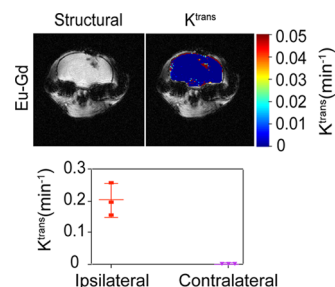 Structural
K^trans
Eu-Gd
0.05
0.04
0.03
0.02
0.01
0
K^trans(min⁻¹)
K^trans(min⁻¹)
0.3
0.2
0.1
0
Ipsilateral
Contralateral